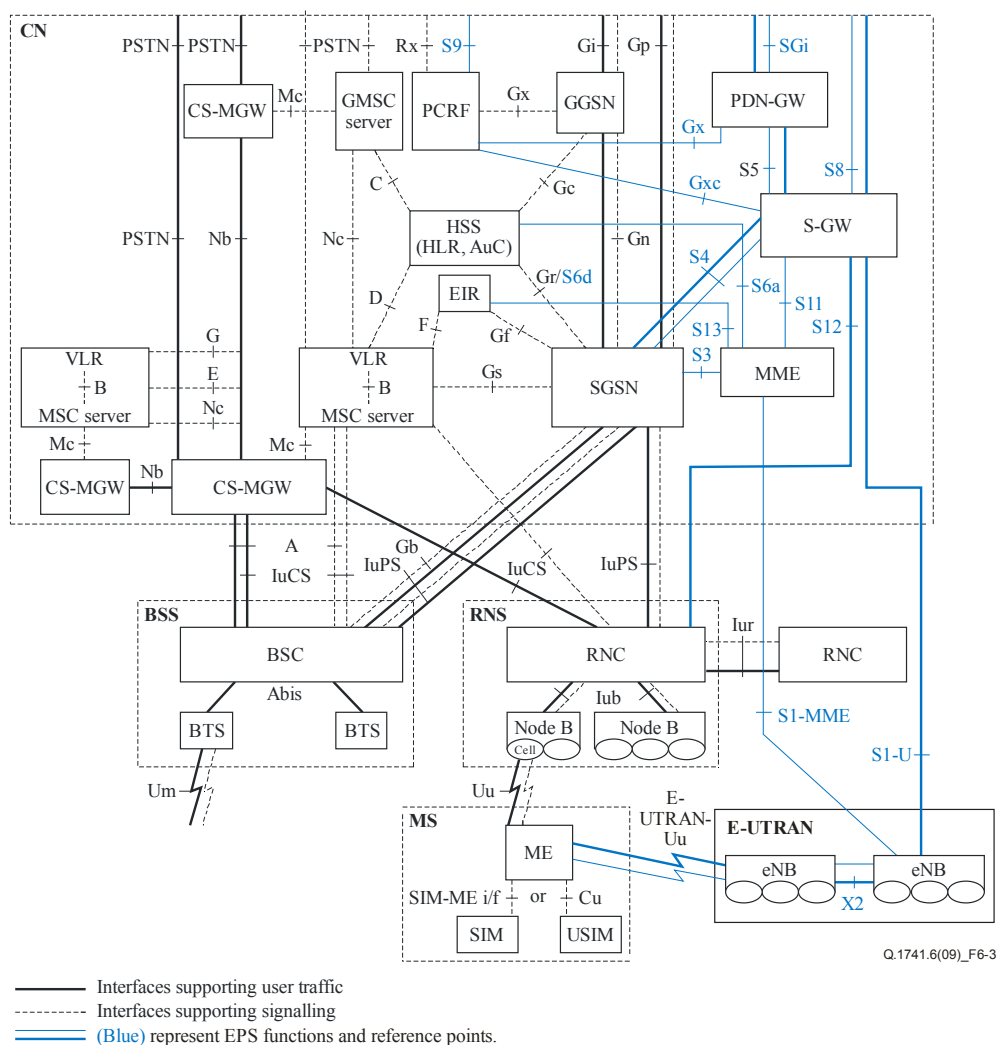 CN
PSTN
PSTN
PSTN
Rx
S9
Gi
Gp
SGi
CS-MGW
Mc
GMSC
server
PCRF
Gx
GGSN
PDN-GW
Gx
C
Gc
Gxc
S5
S8
PSTN
Nb
Nc
HSS
(HLR, AuC)
Gn
S-GW
S4
D
EIR
Gr/S6d
S6a
S11
F
Gf
S13
S12
G
VLR
E
B
MSC server
Nc
VLR
B
MSC server
Gs
SGSN
S3
MME
Mc
Mc
CS-MGW
Nb
CS-MGW
A
IuCS
Gb
IuPS
IuCS
IuPS
BSS
RNS
BSC
RNC
Iur
RNC
Abis
Iub
BTS
BTS
Node B
Cell
Node B
S1-MME
S1-U
Um
Uu
MS
E-
UTRAN-
Uu
E-UTRAN
ME
eNB
eNB
X2
SIM-ME i/f
or
Cu
SIM
USIM
Q.1741.6(09)_F6-3
Interfaces supporting user traffic
Interfaces supporting signalling
(Blue) represent EPS functions and reference points.